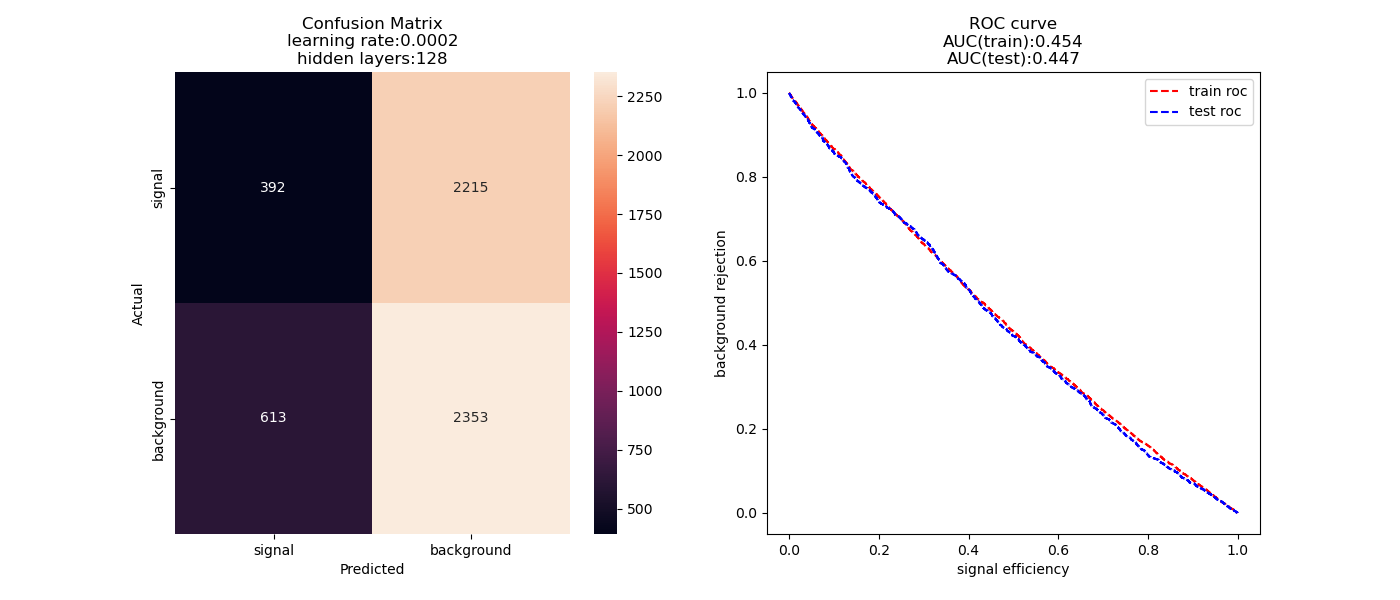 Confusion Matrix
learning rate:0.0002
hidden layers:128
signal
background
Actual
392
2215
613
2353
signal
background
Predicted
2250
2000
1750
1500
1250
1000
750
500
ROC curve
AUC(train):0.454
AUC(test):0.447
train roc
test roc
background rejection
1.0
0.8
0.6
0.4
0.2
0.0
0.0
0.2
0.4
0.6
0.8
1.0
signal efficiency